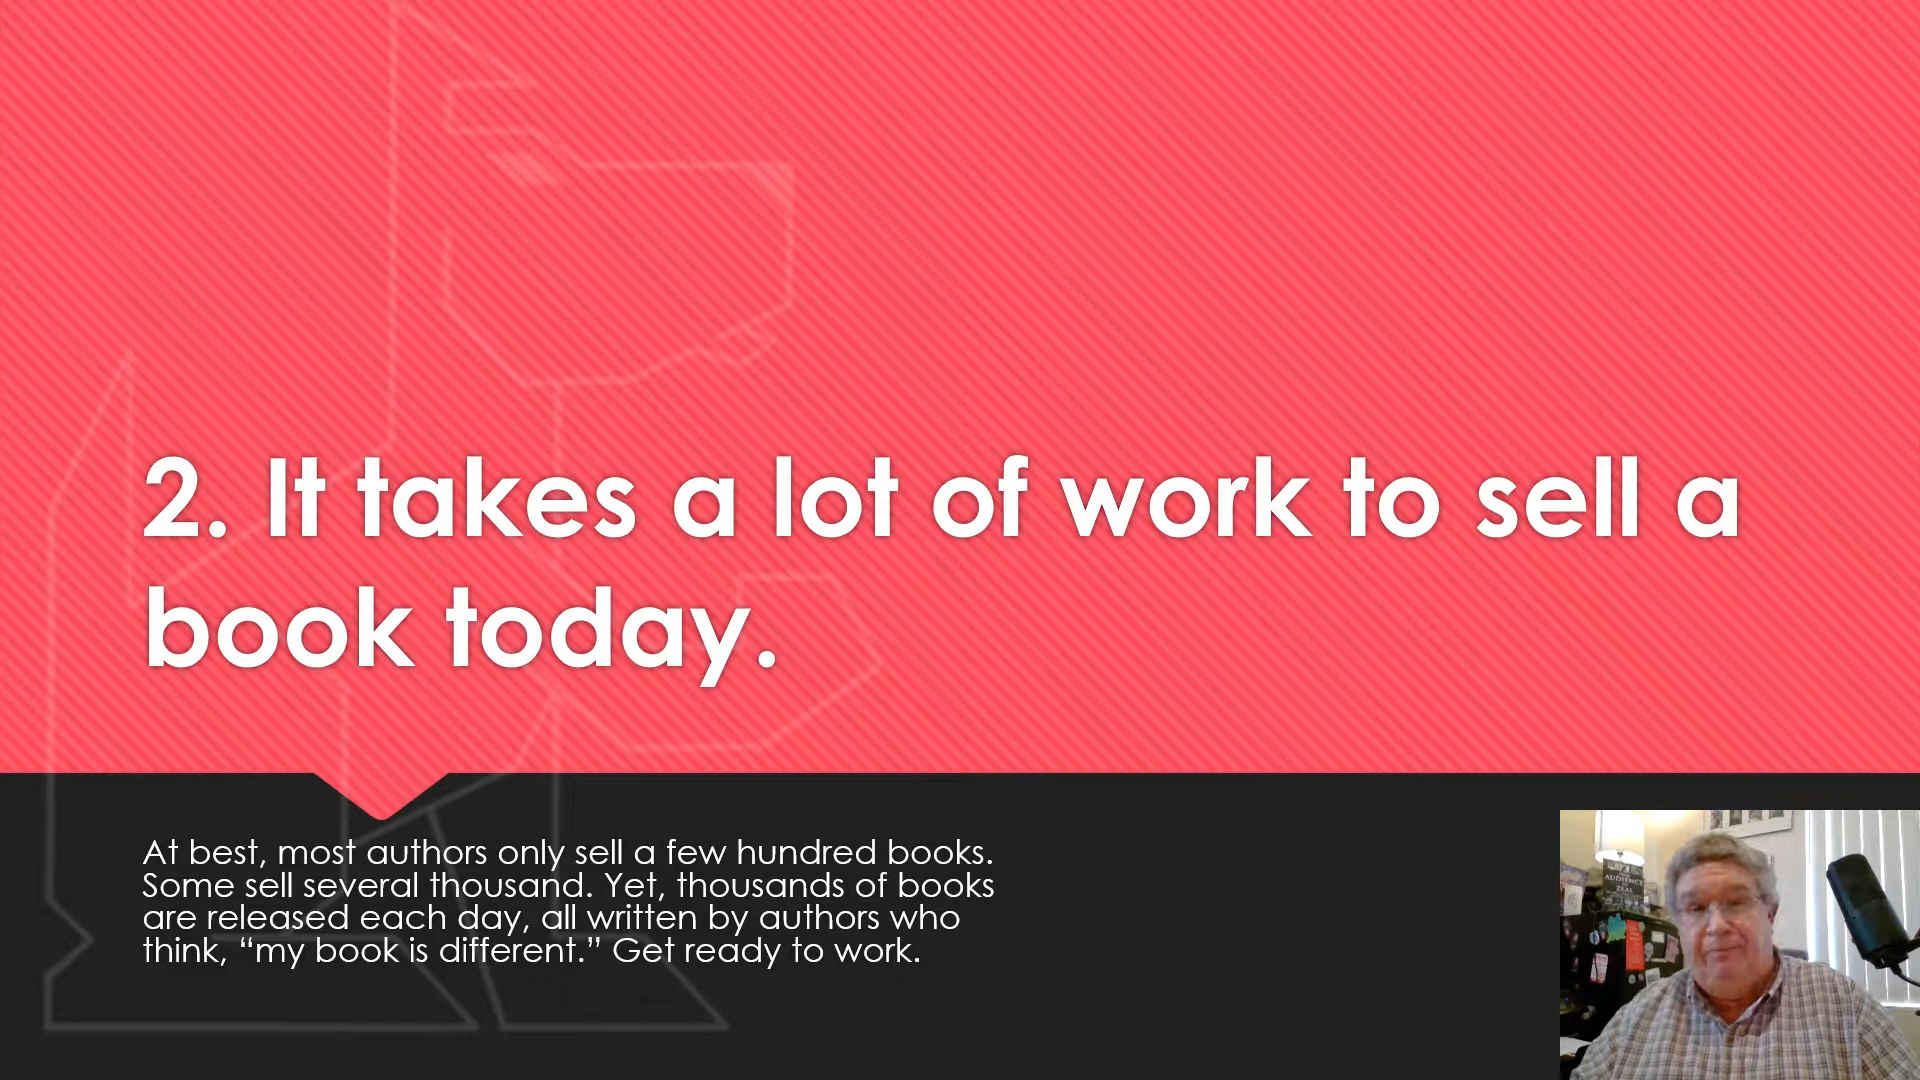 2. It takes a lot of work to sell a
book today.
At best, most authors only sell a few hundred books.
Some sell several thousand. Yet, thousands of books
are released each day, all written by authors who
think, “my book is different.” Get ready to work.
AUDIENCE
ZEAL